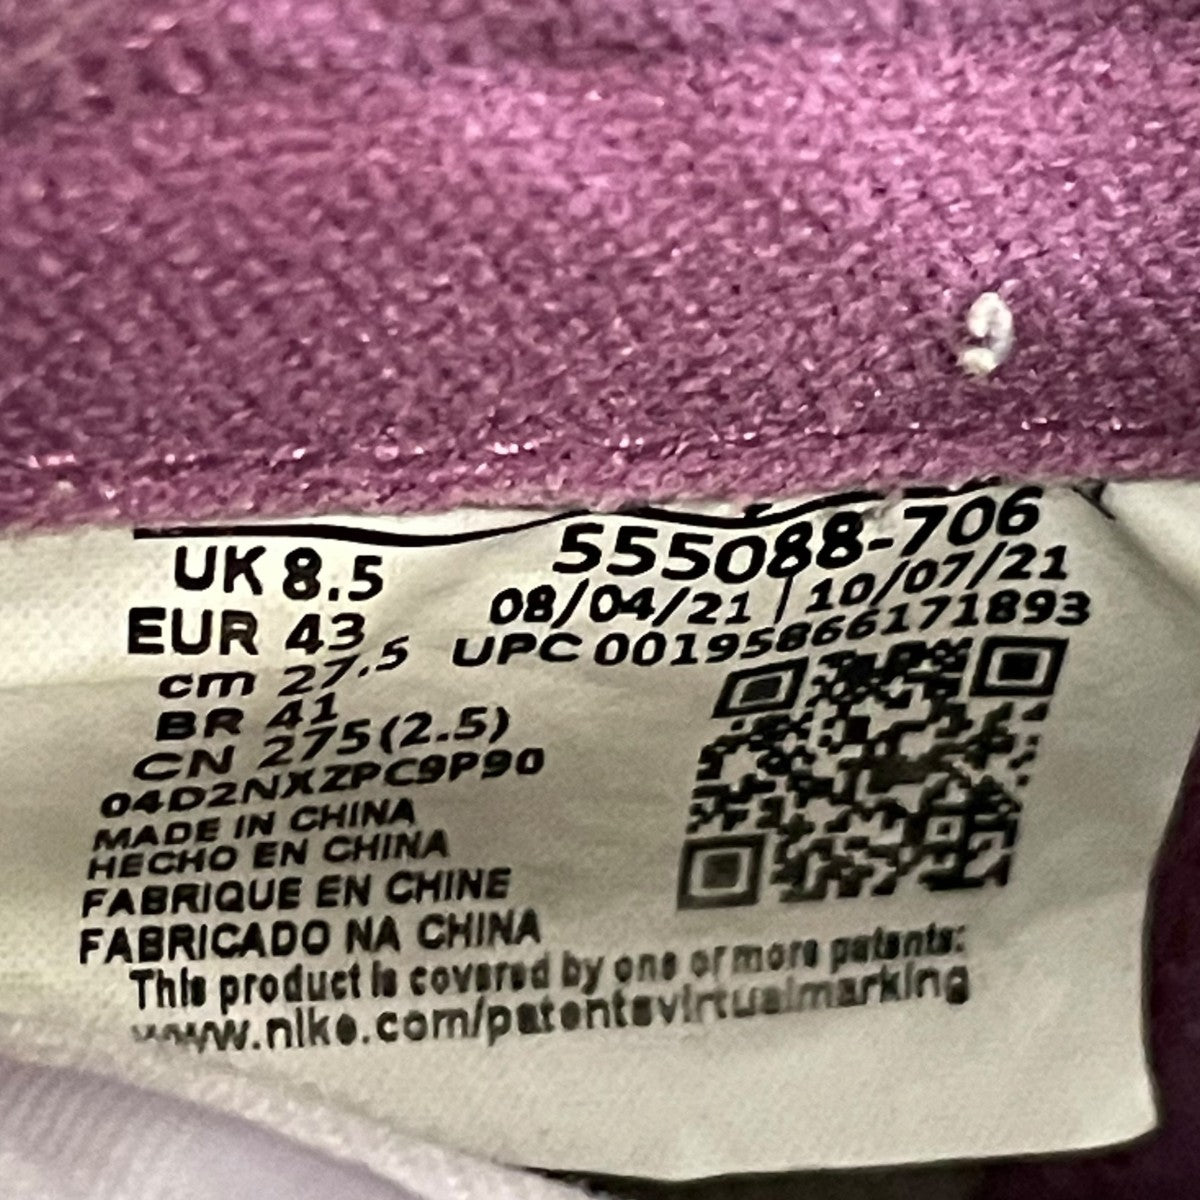 UK 8.5
555088-706
08/04/21 | 10/07/21
EUR 43
UPC 00195866171893
cm 27.5
BR 41
CN 275(2.5)
04D2NXZPC9P90
MADE IN CHINA
HECHO EN CHINA
FABRIQUE EN CHINE
FABRICADO NA CHINA
This product is covered by one or more patents:
www.nike.com/patentsvirtualmarking